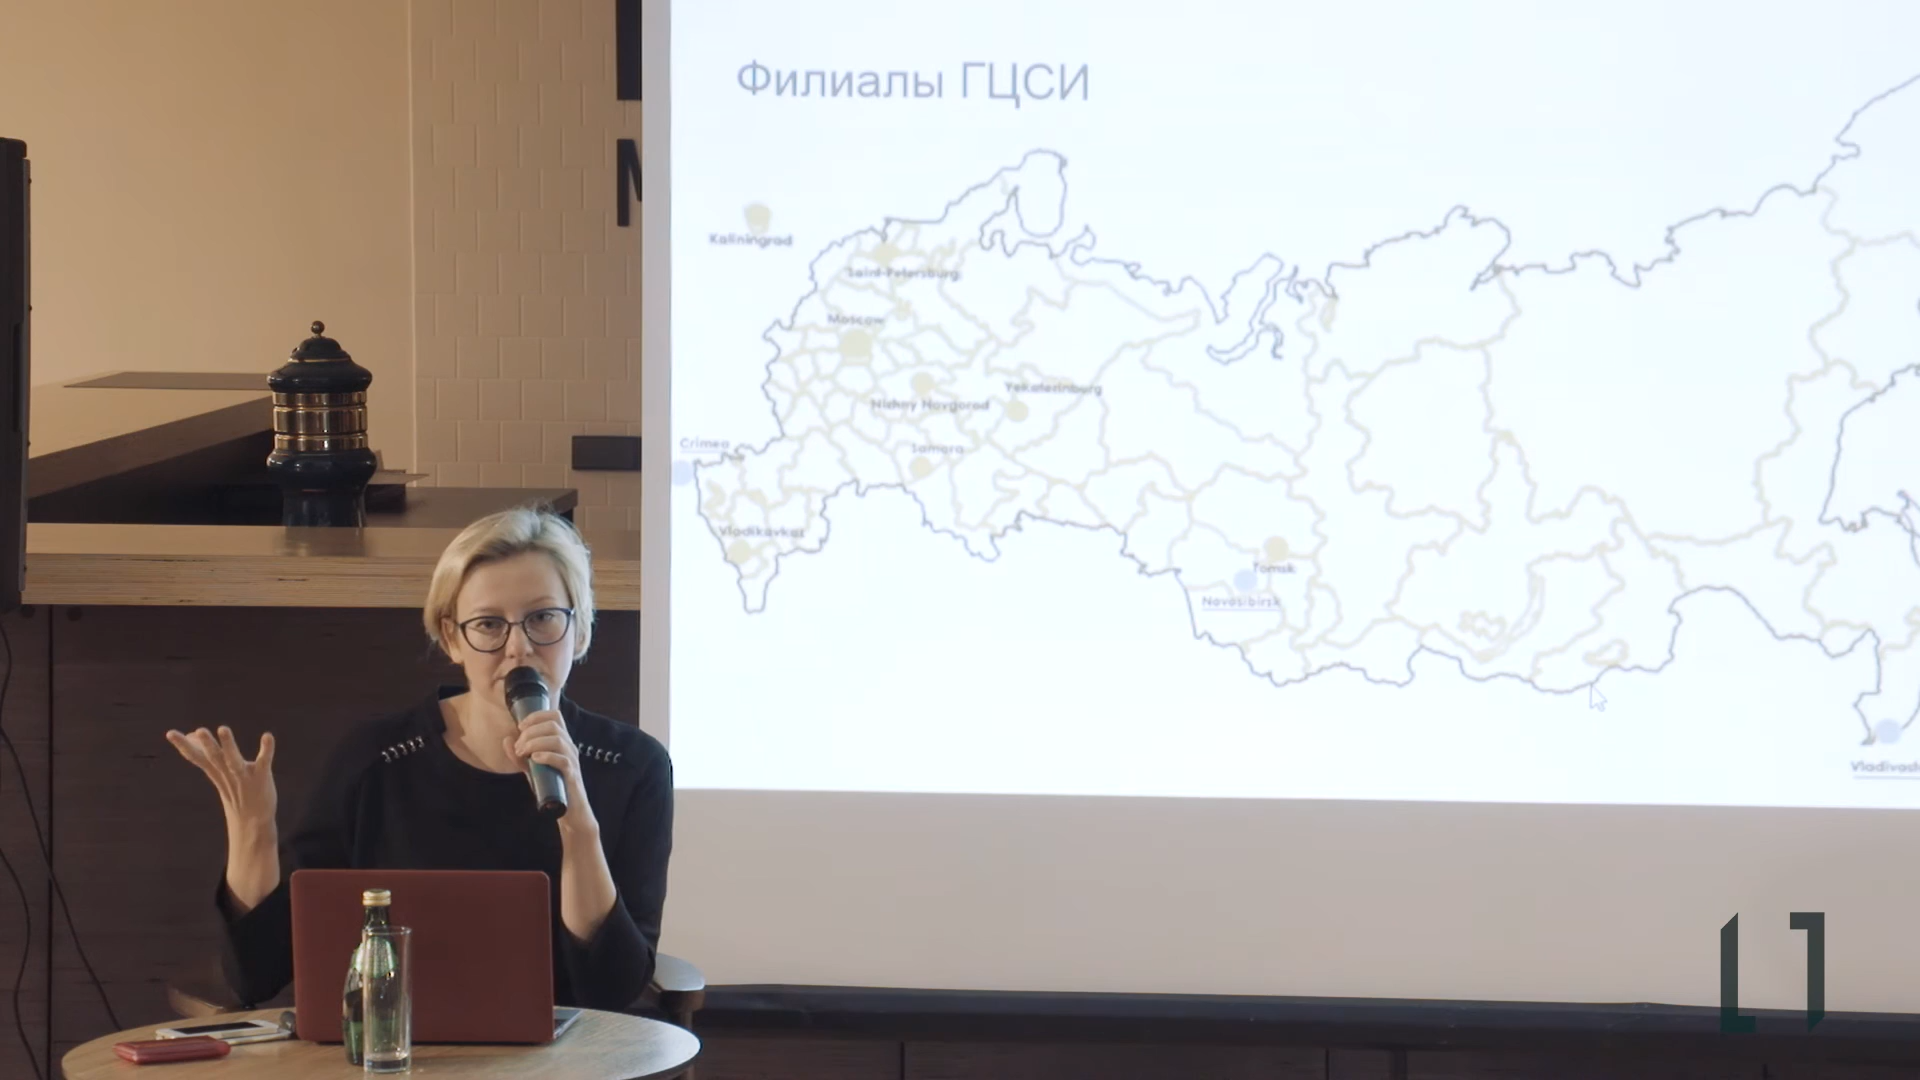 Филиалы ГЦСИ
Kaliningrad
Saint-Petersburg
Moscow
Yekaterinburg
Nizhny Novgorod
Crimea
Samara
Vladikavkaz
Tomsk
Novosibirsk